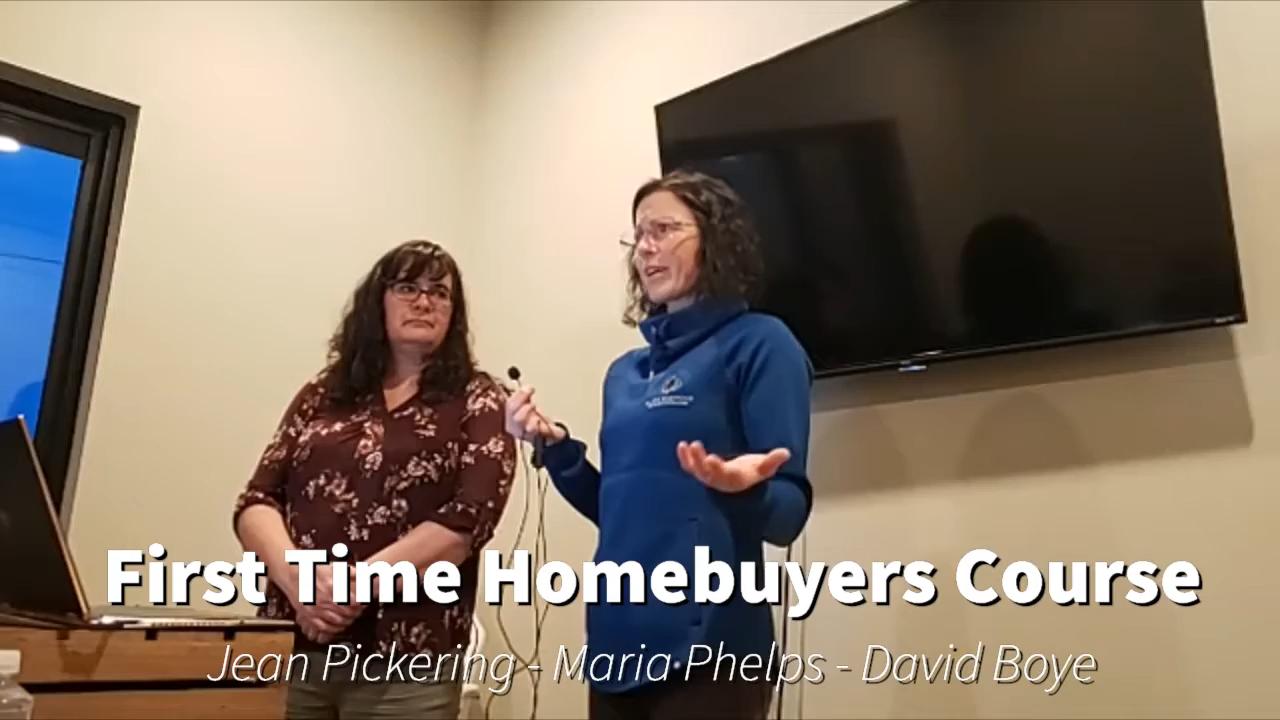 First Time Homebuyers Course
Jean Pickering - Maria Phelps - David Boye